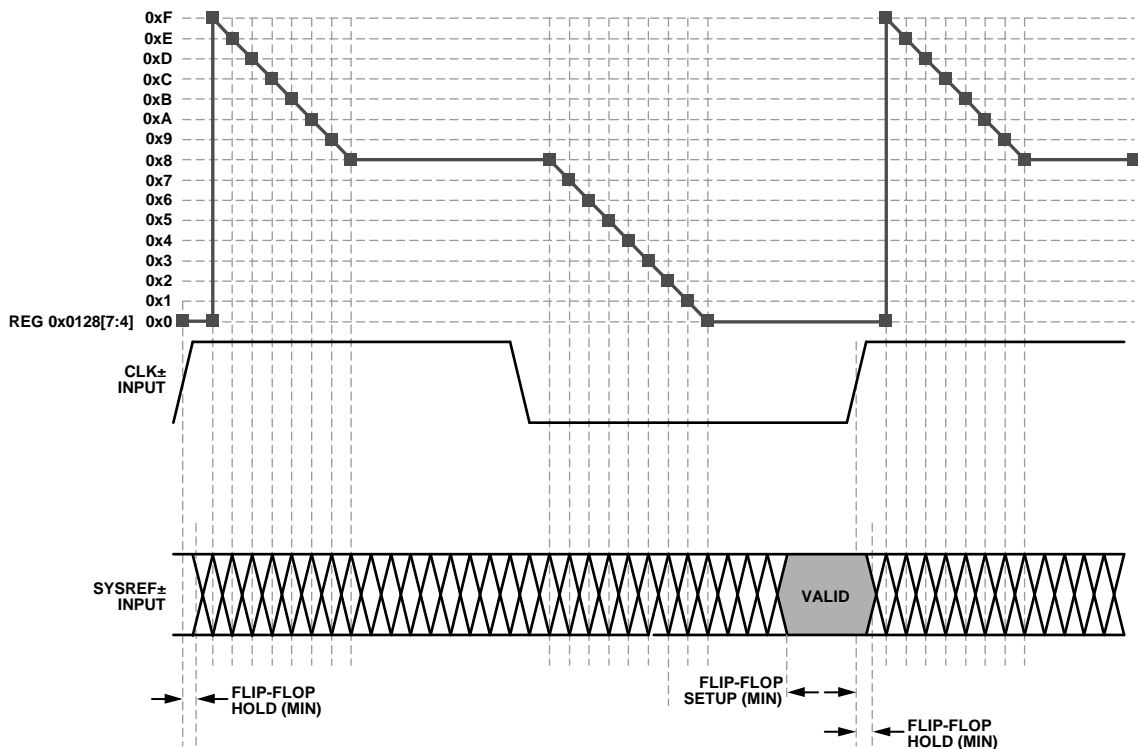 0xF
0xE
0xD
0xC
0xB
0xA
0x9
0x8
0x7
0x6
0x5
0x4
0x3
0x2
0x1
REG 0x0128[7:4] 0x0
CLK±
INPUT
SYSREF±
INPUT
VALID
FLIP-FLOP
HOLD (MIN)
FLIP-FLOP
SETUP (MIN)
FLIP-FLOP
HOLD (MIN)